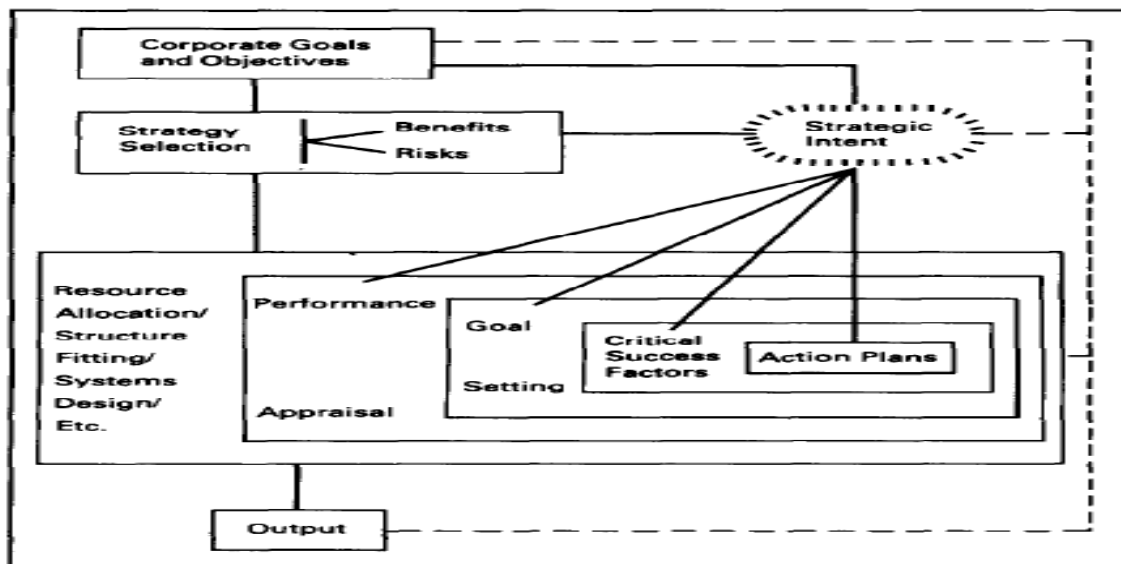 Corporate Goals
and Objectives
Strategy
Selection
Benefits
Risks
Strategic
Intent
Resource
Allocation/
Structure
Fitting/
Systems
Design/
Etc.
Performance
Appraisal
Goal
Setting
Critical
Success
Factors
Action Plans
Output